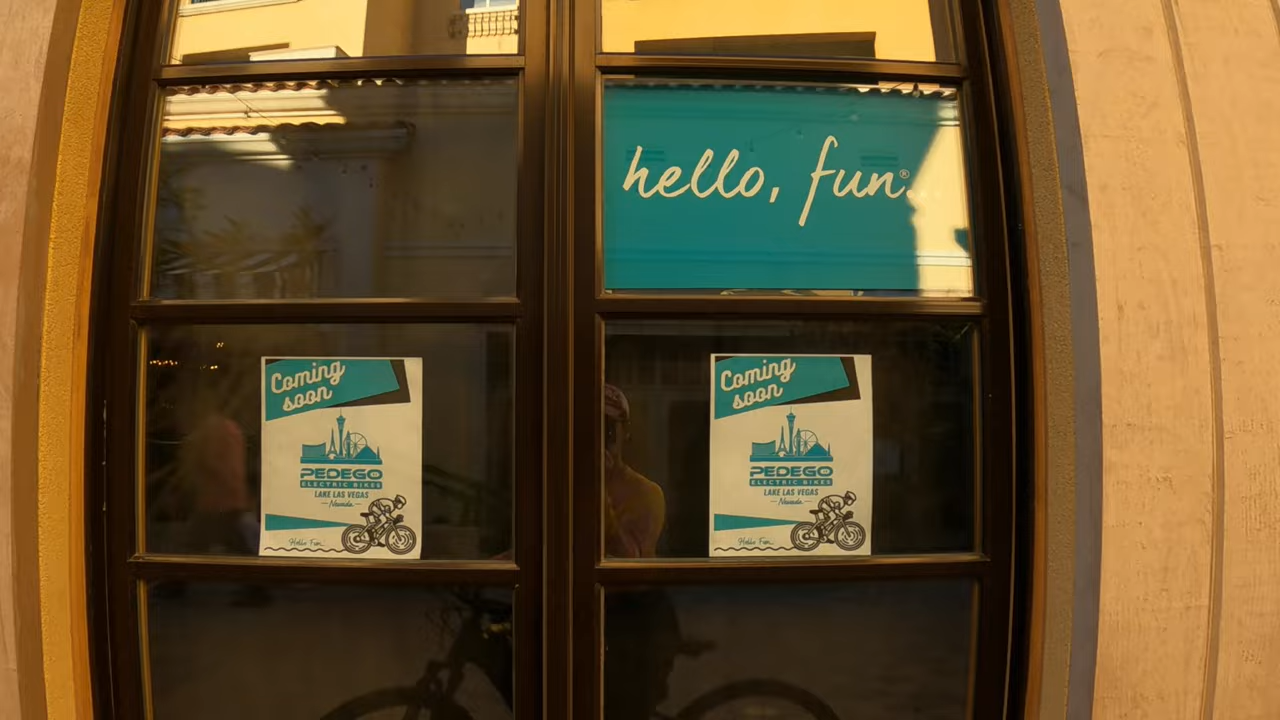 hello, fun®
Coming
soon
PEDEGO
ELECTRIC BIKES
LAKE LAS VEGAS
Nevada
Hello Fun.
Coming
soon
PEDEGO
ELECTRIC BIKES
LAKE LAS VEGAS
Nevada
Hello Fun.